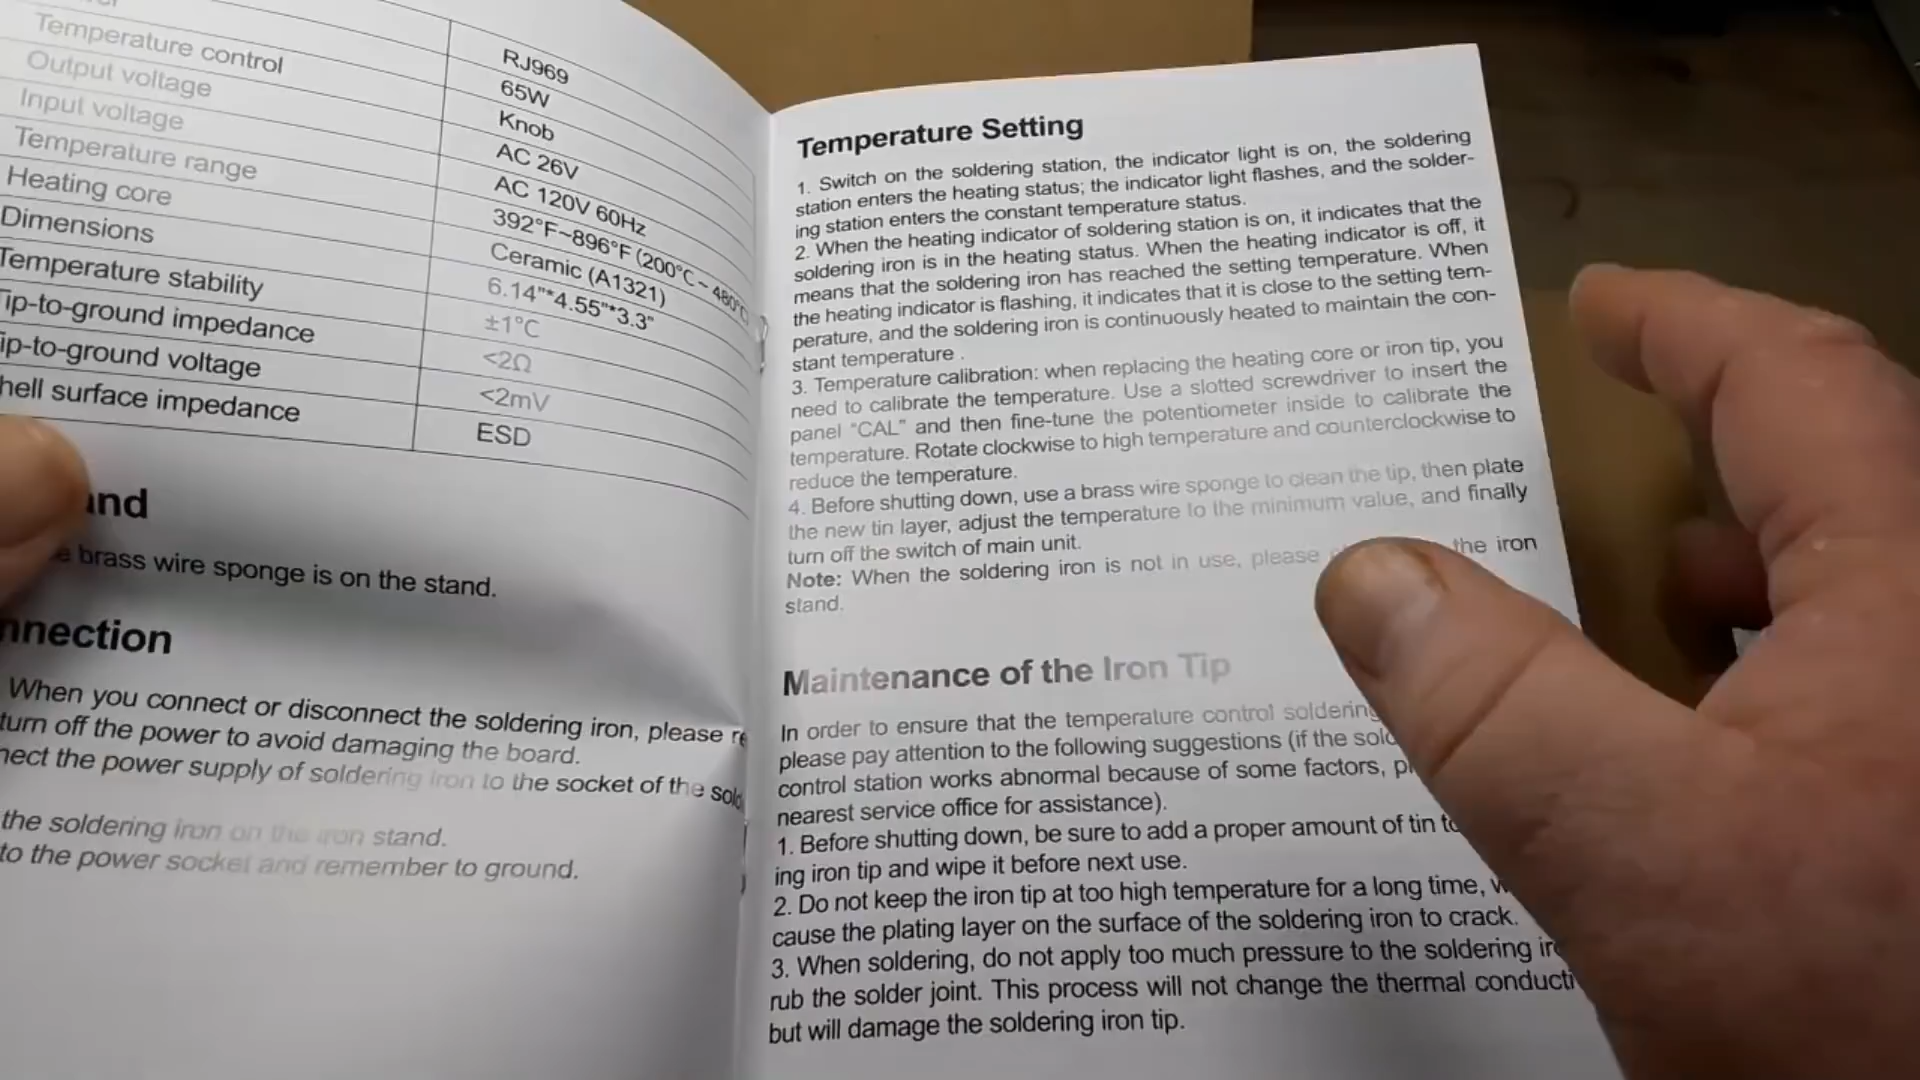 Temperature control
Output voltage
Input voltage
Temperature range
Heating core
Dimensions
Temperature stability
ip-to-ground impedance
ip-to-ground voltage
hell surface impedance
RJ969
65W
Knob
AC 26V
AC 120V 60Hz
392°F~896°F (200°C~480°C
Ceramic (A1321)
6.14"*4.55"*3.3"
±1°C
<2Ω
<2mV
ESD
and
brass wire sponge is on the stand.
nnection
When you connect or disconnect the soldering iron, please re
turn off the power to avoid damaging the board.
nect the power supply of soldering iron to the socket of the sold
the soldering iron on the iron stand.
to the power socket and remember to ground.
Temperature Setting
1. Switch on the soldering station, the indicator light is on, the soldering
station enters the heating status; the indicator light flashes, and the solder-
ing station enters the constant temperature status.
2. When the heating indicator of soldering station is on, it indicates that the
soldering iron is in the heating status. When the heating indicator is off, it
means that the soldering iron has reached the setting temperature. When
the heating indicator is flashing, it indicates that it is close to the setting tem-
perature, and the soldering iron is continuously heated to maintain the con-
stant temperature .
3. Temperature calibration: when replacing the heating core or iron tip, you
need to calibrate the temperature. Use a slotted screwdriver to insert the
panel “CAL” and then fine-tune the potentiometer inside to calibrate the
temperature. Rotate clockwise to high temperature and counterclockwise to
reduce the temperature.
4. Before shutting down, use a brass wire sponge to clean the tip, then plate
the new tin layer, adjust the temperature to the minimum value, and finally
turn off the switch of main unit.
Note: When the soldering iron is not in use, please the iron
stand.
Maintenance of the Iron Tip
In order to ensure that the temperature control soldering
please pay attention to the following suggestions (if the sold
control station works abnormal because of some factors, pl
nearest service office for assistance).
1. Before shutting down, be sure to add a proper amount of tin to
ing iron tip and wipe it before next use.
2. Do not keep the iron tip at too high temperature for a long time, w
cause the plating layer on the surface of the soldering iron to crack.
3. When soldering, do not apply too much pressure to the soldering iro
rub the solder joint. This process will not change the thermal conducti
but will damage the soldering iron tip.